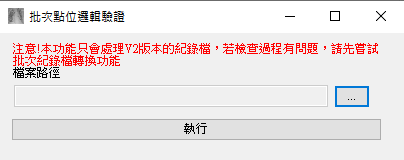 批次點位邏輯驗證
注意!本功能只會處理V2版本的紀錄檔，若檢查過程有問題，請先嘗試
批次紀錄檔轉換功能
檔案路徑
...
執行